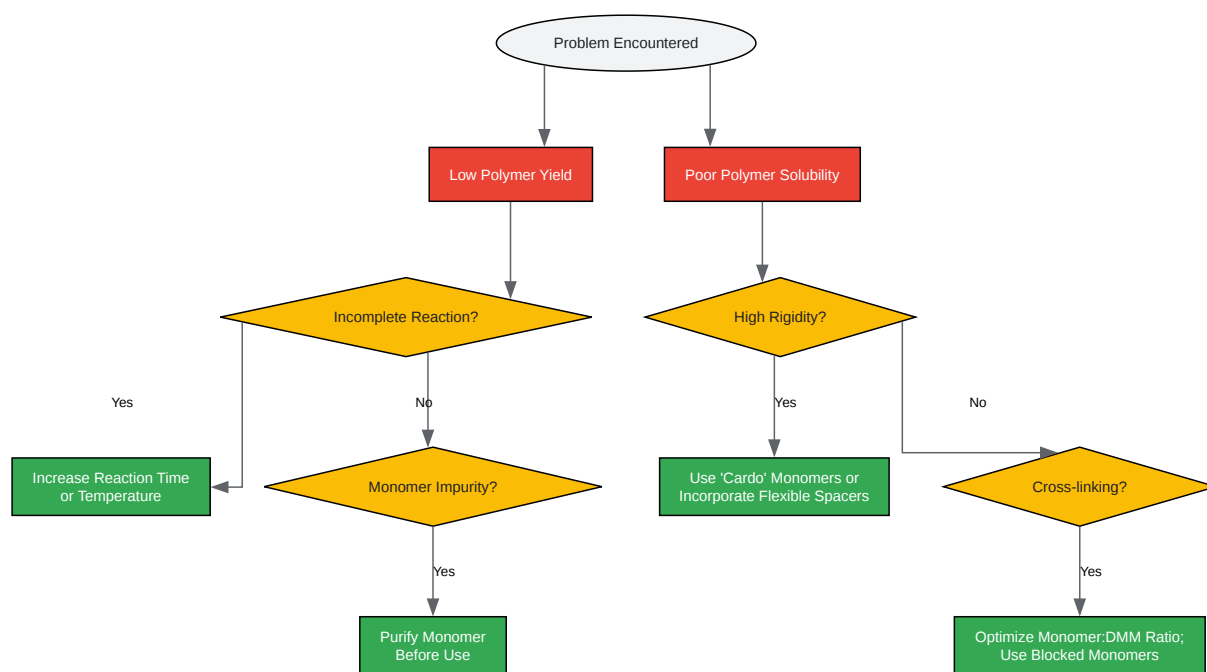 Problem Encountered
Low Polymer Yield
Poor Polymer Solubility
Incomplete Reaction?
High Rigidity?
Yes
No
Yes
No
Increase Reaction Time
or Temperature
Monomer Impurity?
Use 'Cardo' Monomers or
Incorporate Flexible Spacers
Cross-linking?
Yes
Yes
Purify Monomer
Before Use
Optimize Monomer:DMM Ratio;
Use Blocked Monomers